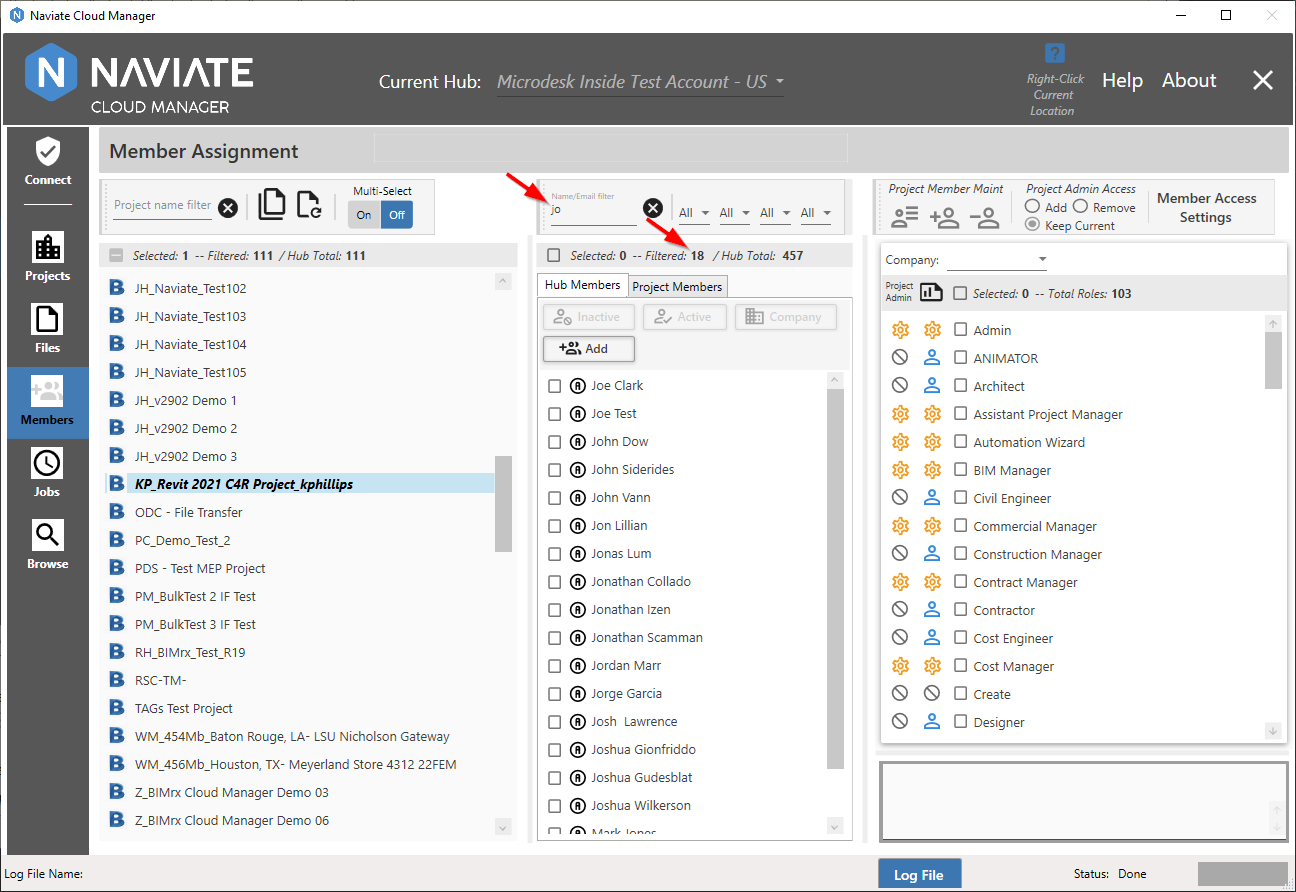 Naviate Cloud Manager
N NAVIATE
CLOUD MANAGER
Current Hub: Microdesk Inside Test Account - US
?
Right-Click
Current
Location
Help About
Connect
Projects
Files
Members
Jobs
Browse
Member Assignment
Project name filter
Multi-Select
On Off
Name/Email filter
jo
All All All All
Project Member Maint
Project Admin Access
Add Remove
Keep Current
Member Access
Settings
Selected: 1 -- Filtered: 111 / Hub Total: 111
JH_Naviate_Test102
JH_Naviate_Test103
JH_Naviate_Test104
JH_Naviate_Test105
JH_v2902 Demo 1
JH_v2902 Demo 2
JH_v2902 Demo 3
KP_Revit 2021 C4R Project_kphillips
ODC - File Transfer
PC_Demo_Test_2
PDS - Test MEP Project
PM_BulkTest 2 IF Test
PM_BulkTest 3 IF Test
RH_BIMrx_Test_R19
RSC-TM-
TAGs Test Project
WM_454Mb_Baton Rouge, LA- LSU Nicholson Gateway
WM_456Mb_Houston, TX- Meyerland Store 4312 22FEM
Z_BIMrx Cloud Manager Demo 03
Z_BIMrx Cloud Manager Demo 06
Selected: 0 -- Filtered: 18 / Hub Total: 457
Hub Members Project Members
Inactive Active Company
Add
Joe Clark
Joe Test
John Dow
John Siderides
John Vann
Jon Lillian
Jonas Lum
Jonathan Collado
Jonathan Izen
Jonathan Scamman
Jordan Marr
Jorge Garcia
Josh Lawrence
Joshua Gionfriddo
Joshua Gudesblat
Joshua Wilkerson
Mark Jones
Company:
Project
Admin
Selected: 0 -- Total Roles: 103
Admin
ANIMATOR
Architect
Assistant Project Manager
Automation Wizard
BIM Manager
Civil Engineer
Commercial Manager
Construction Manager
Contract Manager
Contractor
Cost Engineer
Cost Manager
Create
Designer
Log File Name:
Log File
Status: Done